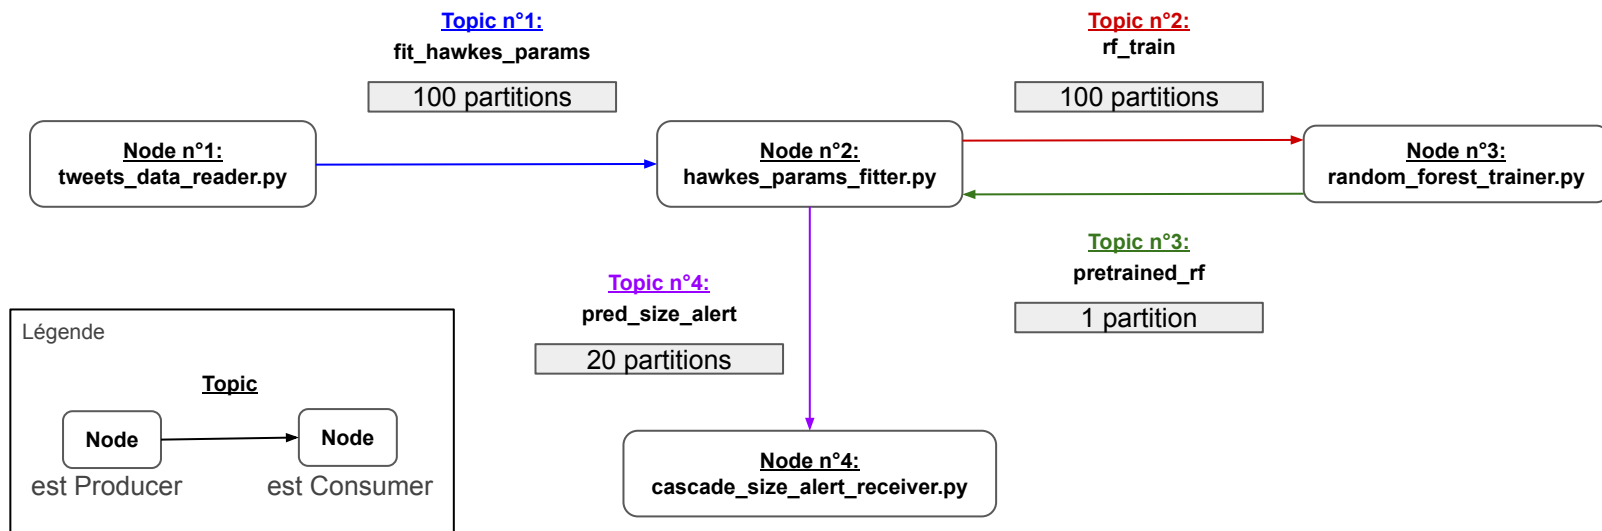 Topic n°1:
fit_hawkes_params
100 partitions
Topic n°2:
rf_train
100 partitions
Node n°1:
tweets_data_reader.py
Node n°2:
hawkes_params_fitter.py
Node n°3:
random_forest_trainer.py
Topic n°3:
pretrained_rf
1 partition
Topic n°4:
pred_size_alert
20 partitions
Légende
Topic
Node
Node
est Producer
est Consumer
Node n°4:
cascade_size_alert_receiver.py